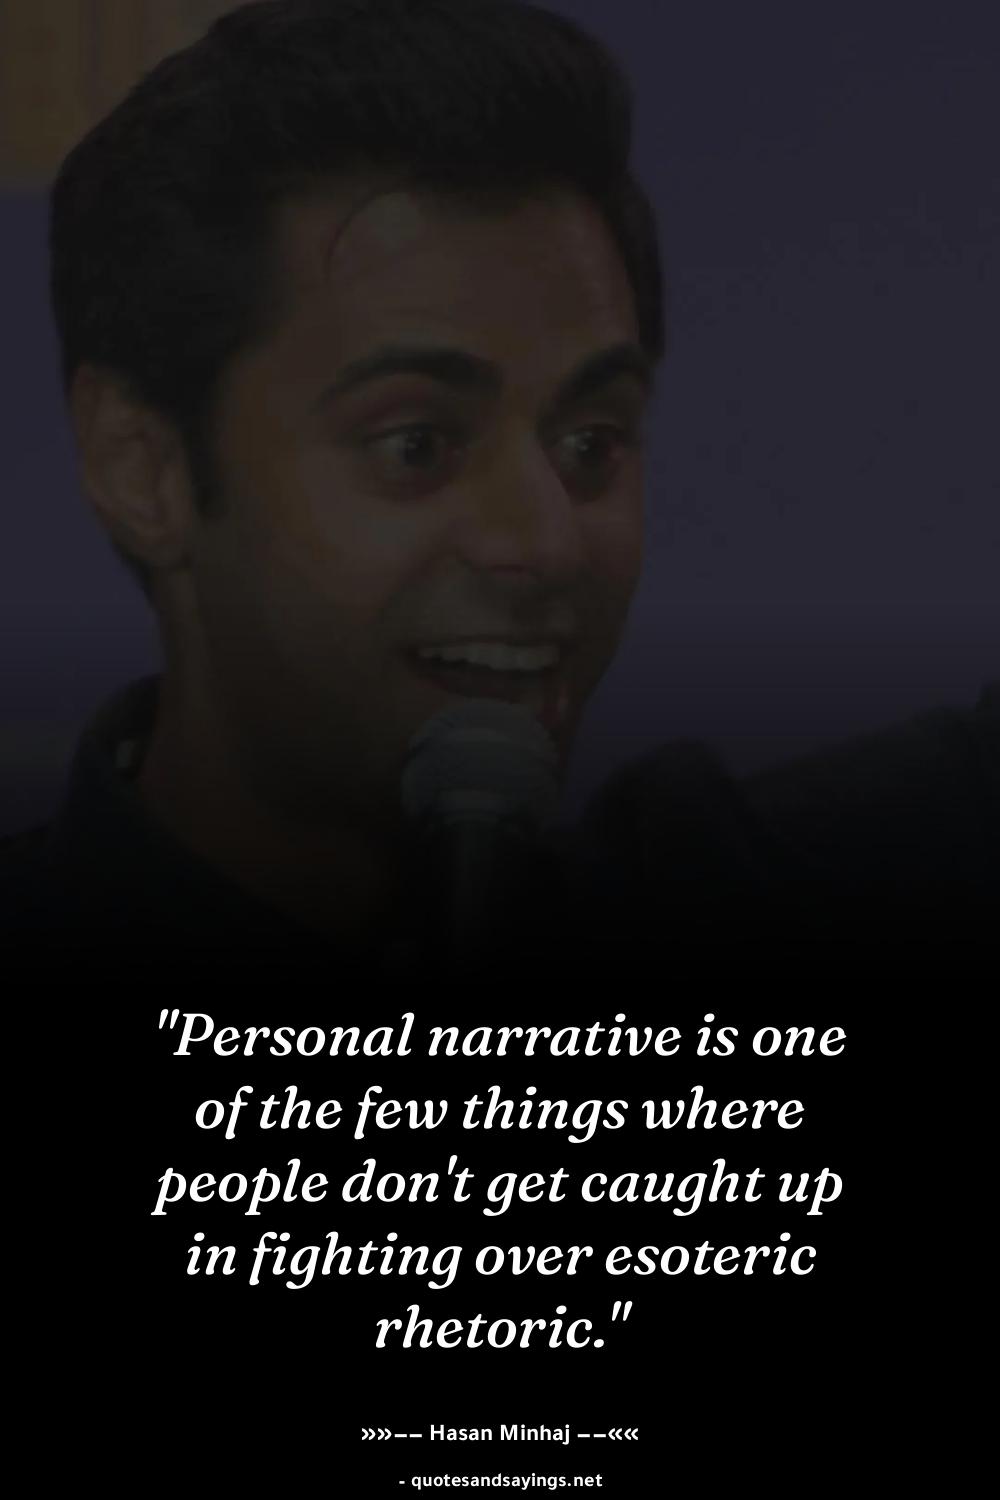 "Personal narrative is one
of the few things where
people don't get caught up
in fighting over esoteric
rhetoric."
»»−− Hasan Minhaj −−««
- quotesandsayings.net